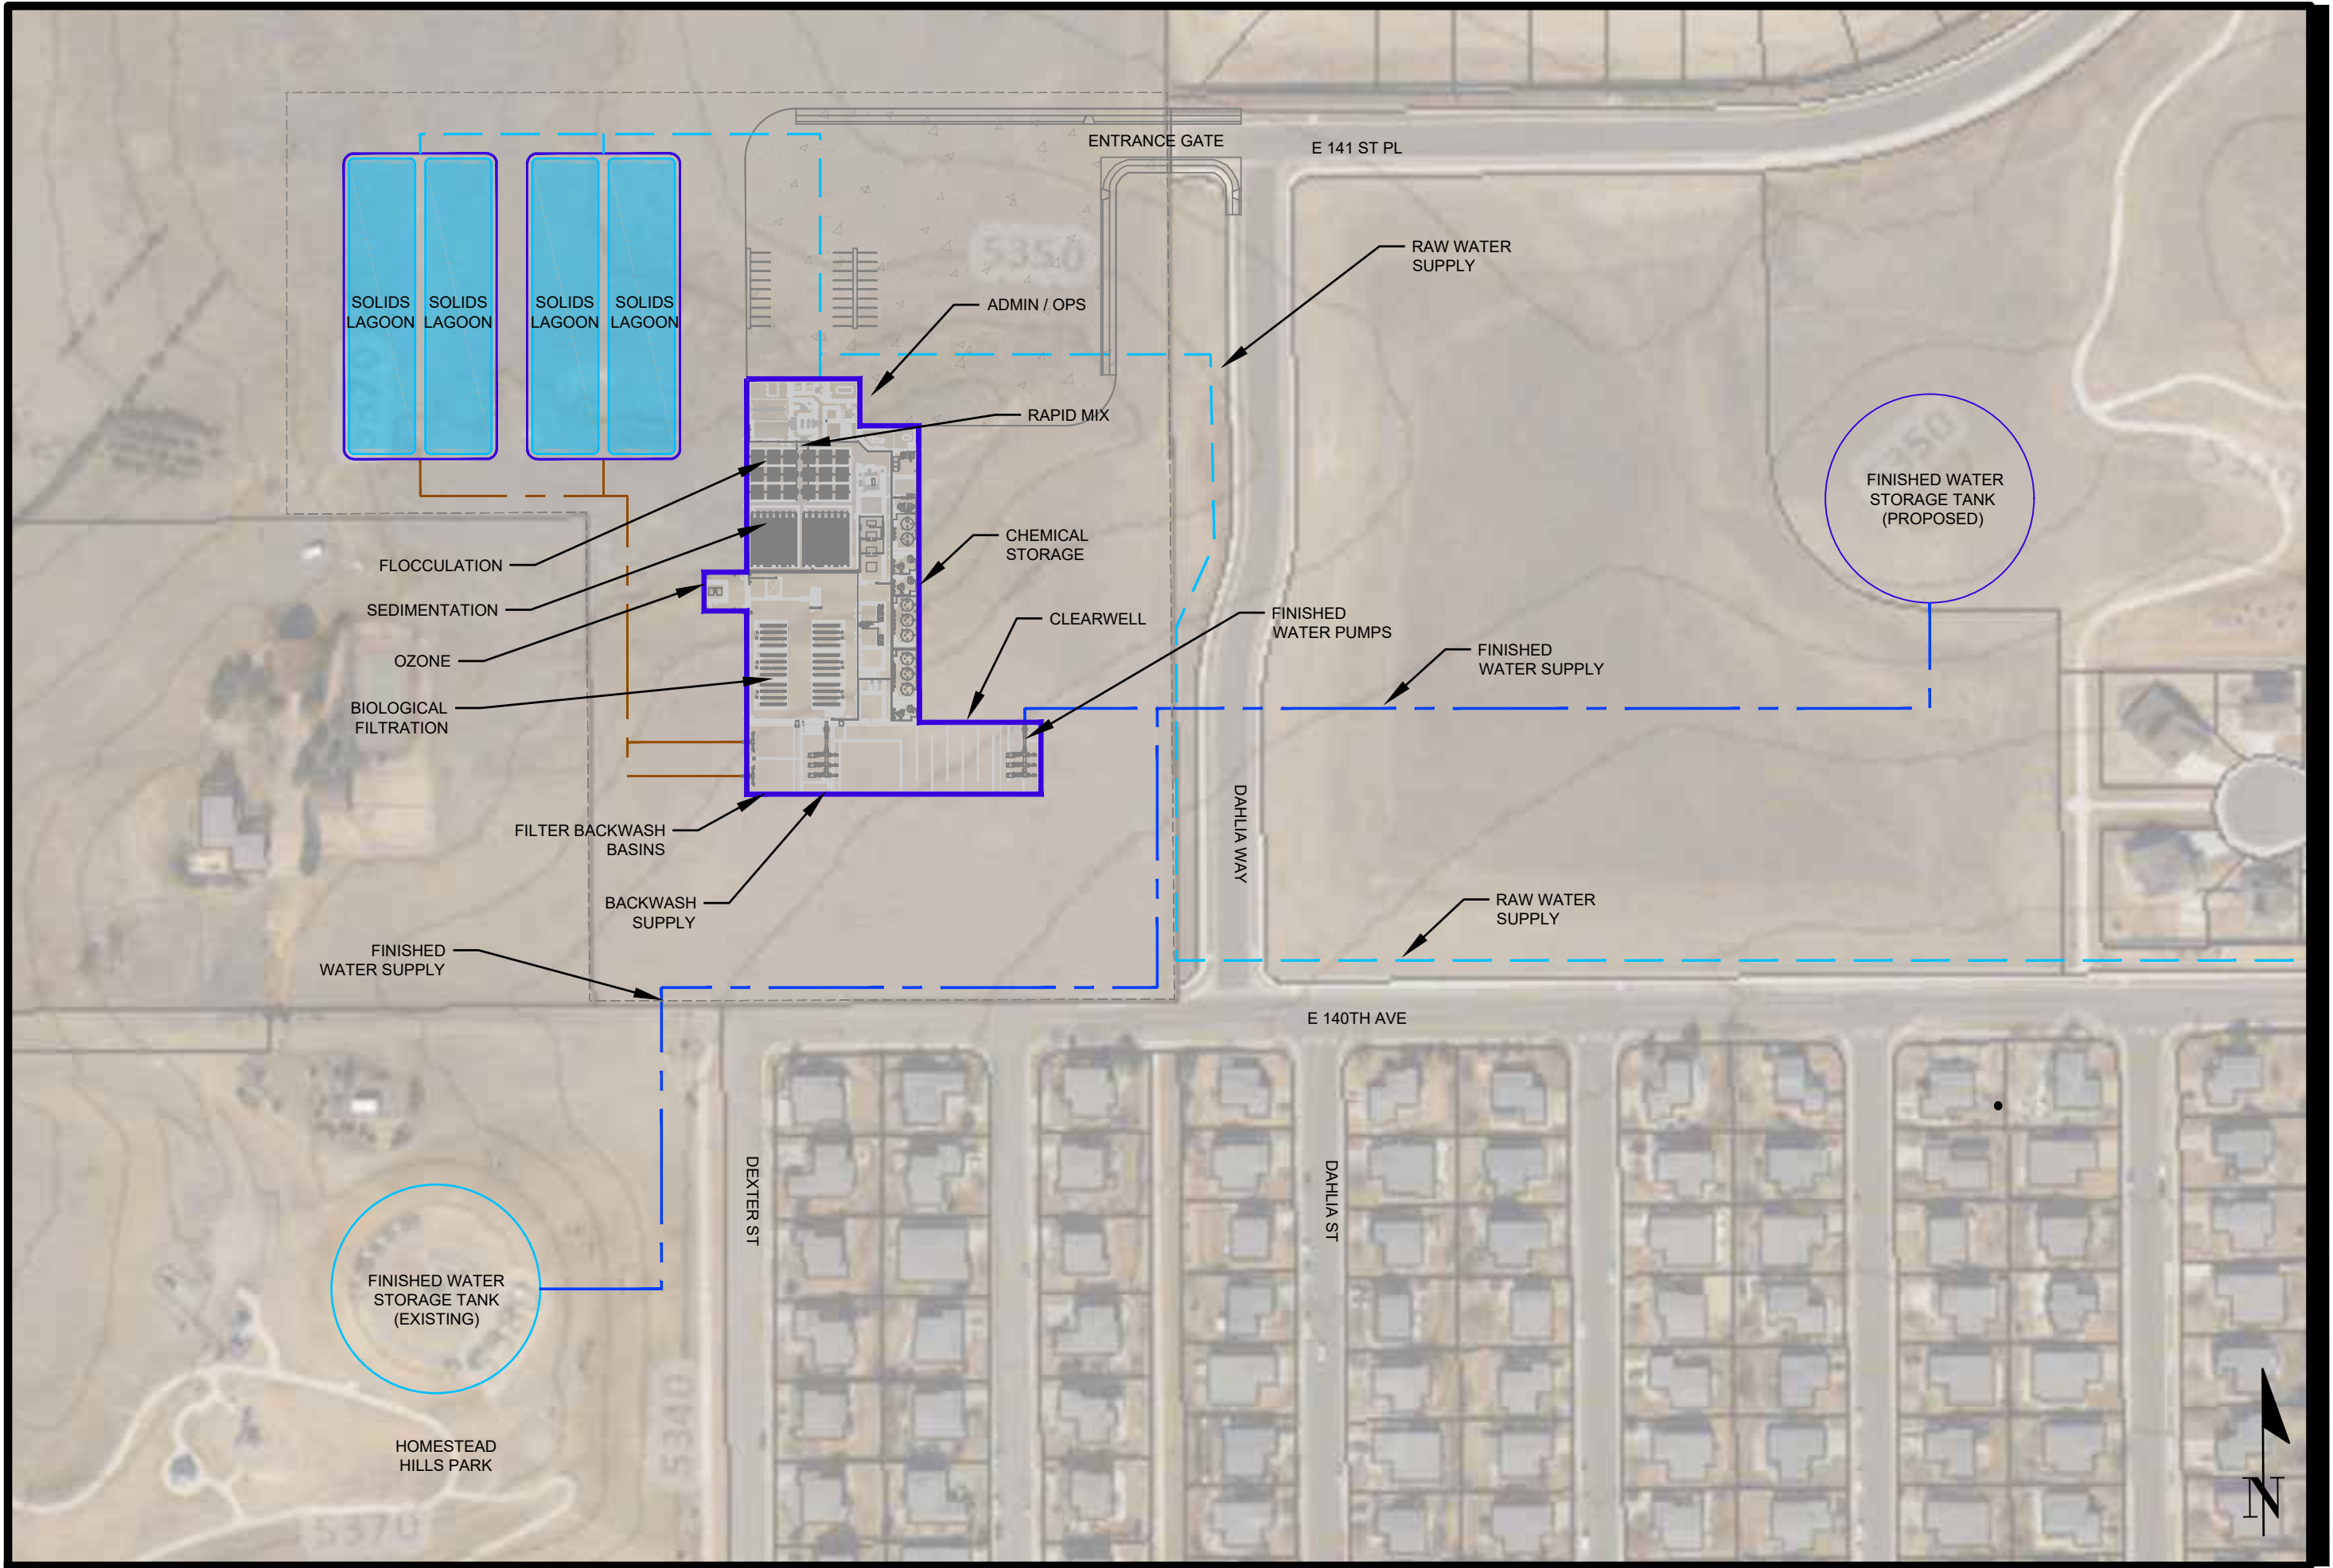 ENTRANCE GATE
E 141 ST PL
RAW WATER
SUPPLY
5350
ADMIN / OPS
SOLIDS
LAGOON
SOLIDS
LAGOON
SOLIDS
LAGOON
SOLIDS
LAGOON
5370
RAPID MIX
5350
FINISHED WATER
STORAGE TANK
(PROPOSED)
FLOCCULATION
CHEMICAL
STORAGE
SEDIMENTATION
CLEARWELL
FINISHED
WATER PUMPS
OZONE
FINISHED
WATER SUPPLY
BIOLOGICAL
FILTRATION
DAHLIA WAY
FILTER BACKWASH
BASINS
BACKWASH
SUPPLY
RAW WATER
SUPPLY
FINISHED
WATER SUPPLY
E 140TH AVE
DEXTER ST
DAHLIA ST
FINISHED WATER
STORAGE TANK
(EXISTING)
5340
HOMESTEAD
HILLS PARK
5370
N